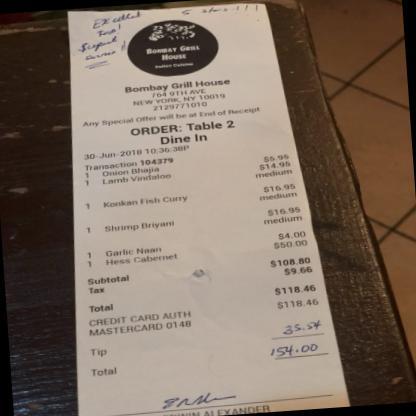 Excellent 5 stars!!!
food!
Superb
service!!
BOMBAY GRILL
HOUSE
Indian Cuisine
Bombay Grill House
764 9TH AVE
NEW YORK, NY 10019
2129771010
Any Special Offer will be at End of Receipt
ORDER: Table 2
Dine In
30-Jun-2018 10:36:38P
Transaction 104379
1 Onion Bhajia $5.95
1 Lamb Vindaloo $14.95
medium
1 Konkan Fish Curry $16.95
medium
1 Shrimp Briyani $16.95
medium
1 Garlic Naan $4.00
1 Hess Cabernet $50.00
Subtotal $108.80
Tax $9.66
Total $118.46
CREDIT CARD AUTH $118.46
MASTERCARD 0148
Tip 35.54
Total 154.00
ALEXANDER